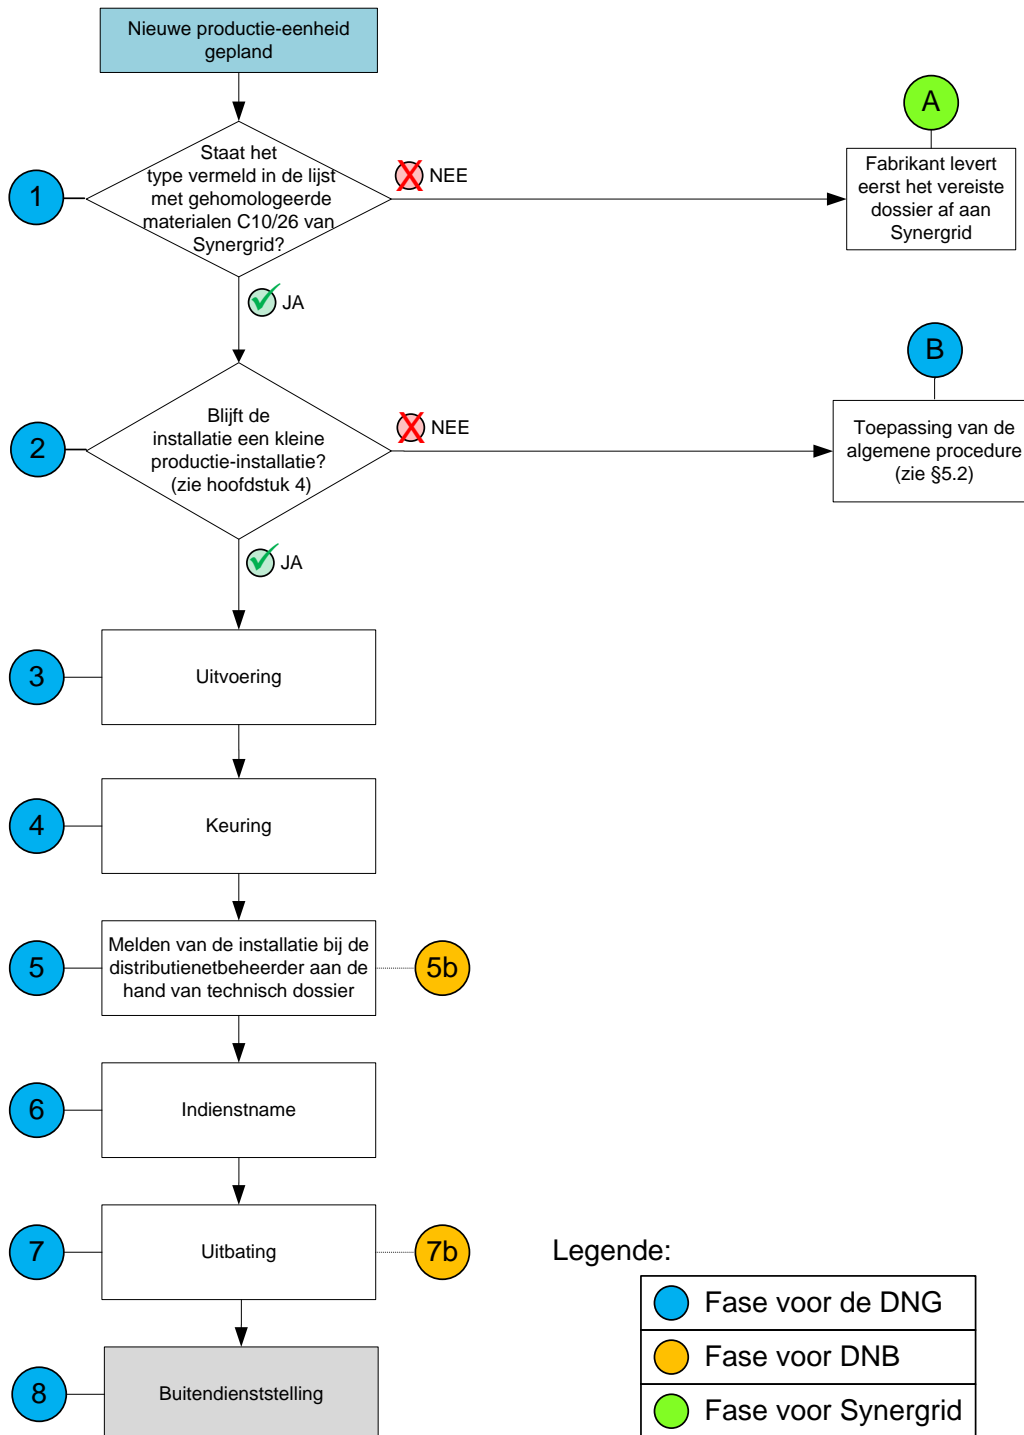 Nieuwe productie-eenheid
gepland
A
Staat het
type vermeld in de lijst
met gehomologeerde
materialen C10/26 van
Synergrid?
1
NEE
Fabrikant levert
eerst het vereiste
dossier af aan
Synergrid
JA
B
Blijft de
installatie een kleine
productie-installatie?
(zie hoofdstuk 4)
2
NEE
Toepassing van de
algemene procedure
(zie §5.2)
JA
3
Uitvoering
4
Keuring
5
Melden van de installatie bij de
distributienetbeheerder aan de
hand van technisch dossier
5b
6
Indienstname
7
Uitbating
7b
8
Buitendienststelling
Legende:
Fase voor de DNG
Fase voor DNB
Fase voor Synergrid